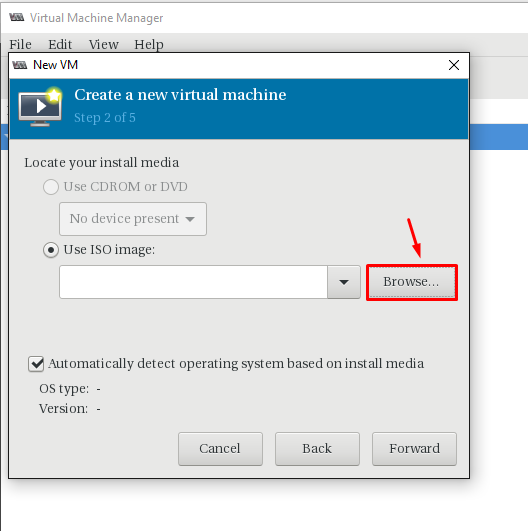 Virtual Machine Manager
File Edit View Help
New VM
Create a new virtual machine
Step 2 of 5
Locate your install media
Use CDROM or DVD
No device present
Use ISO image:
Browse...
Automatically detect operating system based on install media
OS type: -
Version: -
Cancel Back Forward